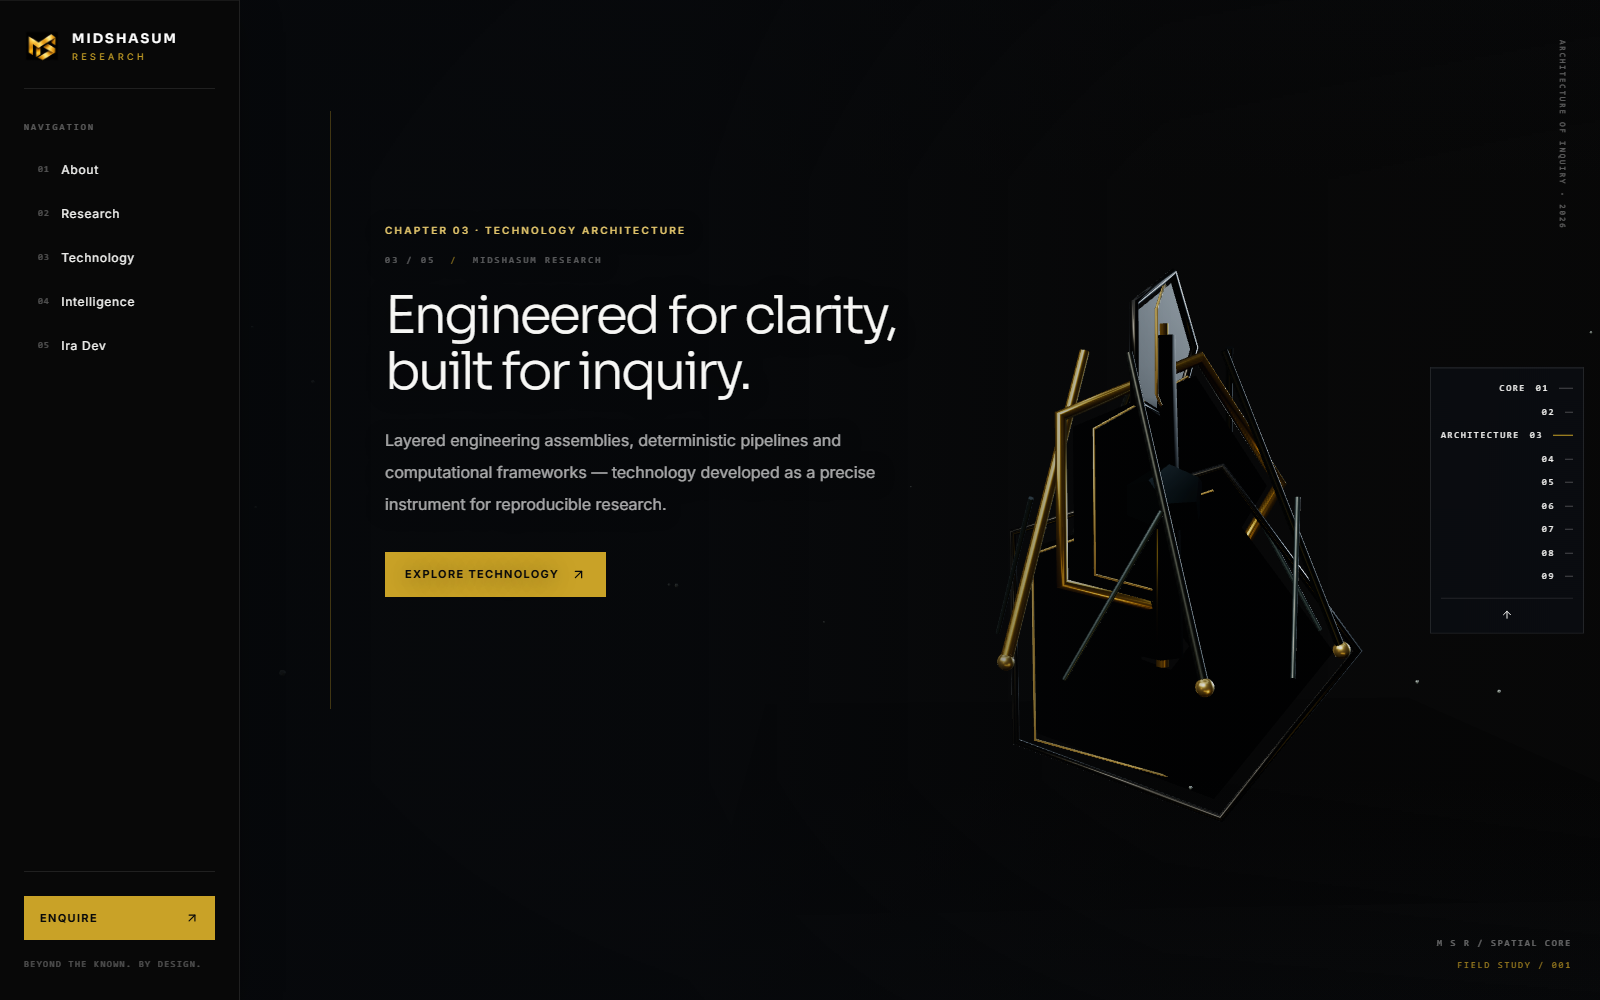 MIDSHASUM
RESEARCH
NAVIGATION
01 About
02 Research
03 Technology
04 Intelligence
05 Ira Dev
ENQUIRE
BEYOND THE KNOWN. BY DESIGN.
CHAPTER 03 · TECHNOLOGY ARCHITECTURE
03 / 05 / MIDSHASUM RESEARCH
Engineered for clarity,
built for inquiry.
Layered engineering assemblies, deterministic pipelines and
computational frameworks — technology developed as a precise
instrument for reproducible research.
EXPLORE TECHNOLOGY
ARCHITECTURE OF INQUIRY · 2026
CORE 01
02
ARCHITECTURE 03
04
05
06
07
08
09
M S R / SPATIAL CORE
FIELD STUDY / 001